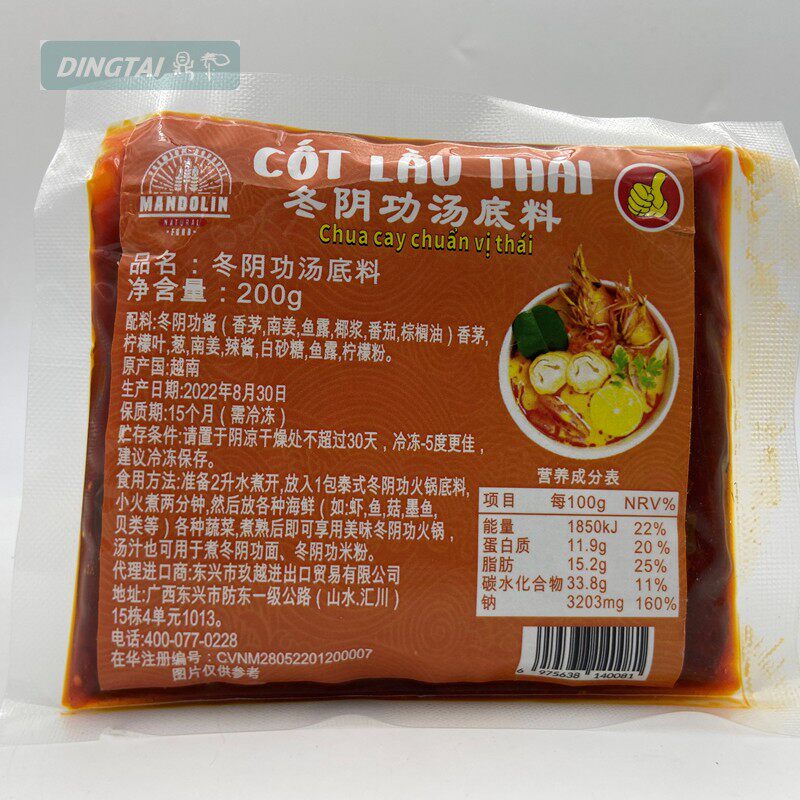 DINGTAI 鼎和
MANDOLIN
NATURAL
FOOD
CỐT LẨU THÁI
冬阴功汤底料
Chua cay chuẩn vị thái
品名：冬阴功汤底料
净含量：200g
配料:冬阴功酱（香茅,南姜,鱼露,椰浆,番茄,棕榈油）香茅,
柠檬叶,葱,南姜,辣酱,白砂糖,鱼露,柠檬粉。
原产国:越南
生产日期:2022年8月30日
保质期:15个月（需冷冻）
贮存条件:请置于阴凉干燥处不超过30天，冷冻-5度更佳，
建议冷冻保存。
食用方法:准备2升水煮开,放入1包泰式冬阴功火锅底料,
小火煮两分钟,然后放各种海鲜（如:虾,鱼,菇,墨鱼,
贝类等）各种蔬菜,煮熟后即可享用美味冬阴功火锅，
汤汁也可用于煮冬阴功面、冬阴功米粉。
代理进口商:东兴市玖越进出口贸易有限公司
地址:广西东兴市防东一级公路（山水.汇川）
15栋4单元1013。
电话:400-077-0228
在华注册编号：CVNM28052201200007
图片仅供参考
营养成分表
项目 每100g NRV%
能量 1850kJ 22%
蛋白质 11.9g 20%
脂肪 15.2g 25%
碳水化合物 33.8g 11%
钠 3203mg 160%
6 975638 140081